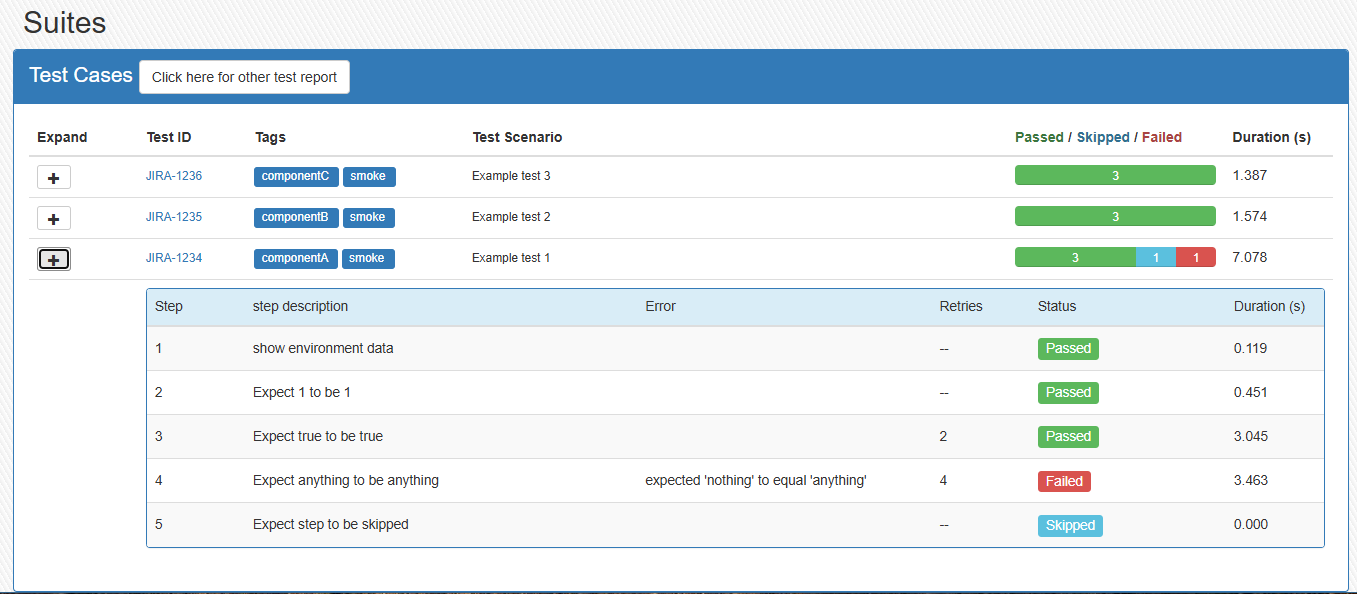 Suites
Test Cases Click here for other test report
Expand Test ID Tags Test Scenario Passed / Skipped / Failed Duration (s)
JIRA-1236 componentC smoke Example test 3 3 1.387
JIRA-1235 componentB smoke Example test 2 3 1.574
JIRA-1234 componentA smoke Example test 1 3 1 1 7.078
Step step description Error Retries Status Duration (s)
1 show environment data -- Passed 0.119
2 Expect 1 to be 1 -- Passed 0.451
3 Expect true to be true 2 Passed 3.045
4 Expect anything to be anything expected 'nothing' to equal 'anything' 4 Failed 3.463
5 Expect step to be skipped -- Skipped 0.000